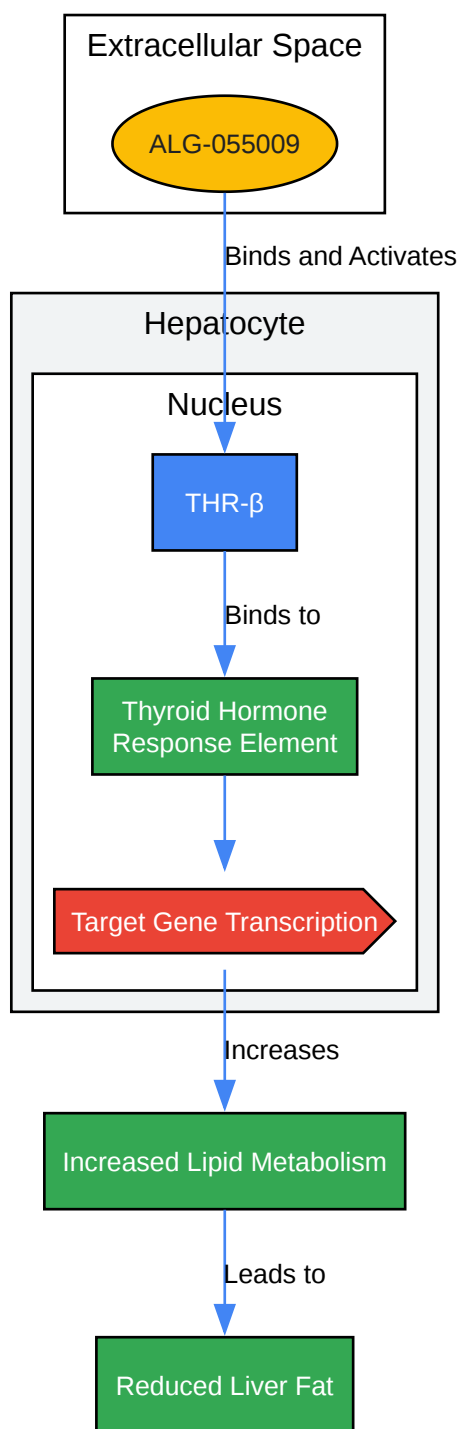 Extracellular Space
ALG-055009
Binds and Activates
Hepatocyte
Nucleus
THR-β
Binds to
Thyroid Hormone
Response Element
Target Gene Transcription
Increases
Increased Lipid Metabolism
Leads to
Reduced Liver Fat